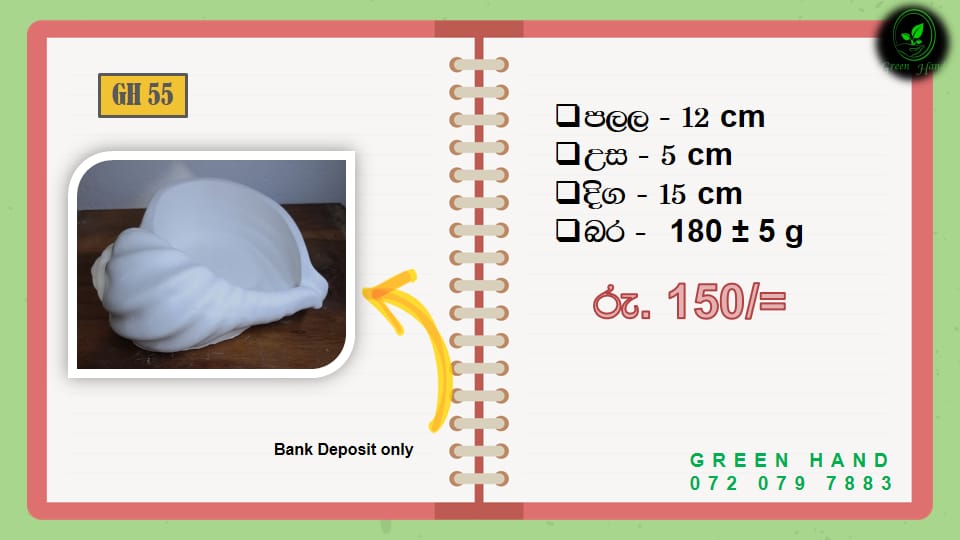 GH 55
Bank Deposit only
Green Hand
❑පලල - 12 cm
❑උස - 5 cm
❑දිග - 15 cm
❑බර - 180 ± 5 g
රු. 150/=
GREEN HAND
072 079 7883